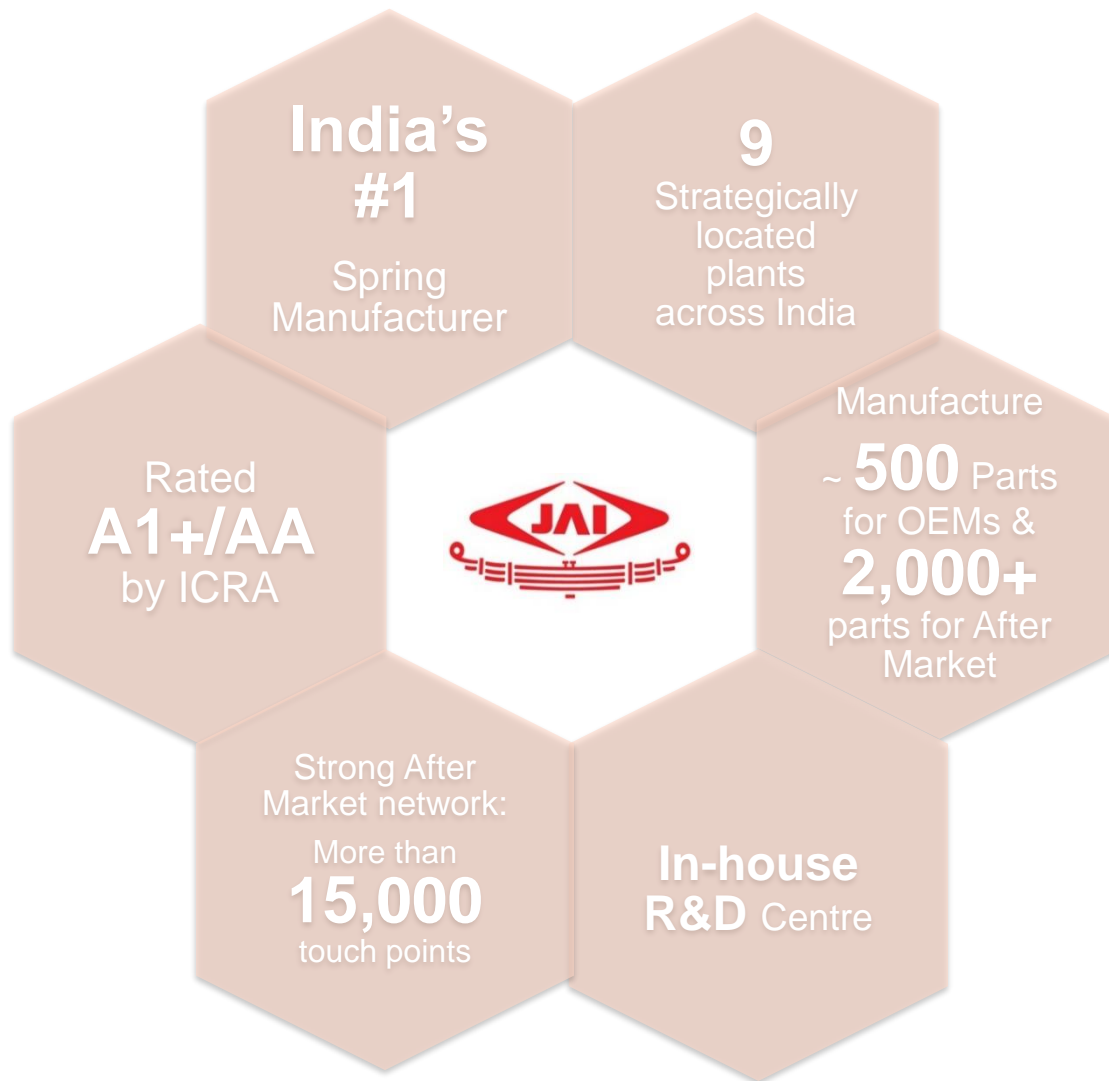 India's
#1
Spring
Manufacturer
9
Strategically
located
plants
across India
Rated
A1+/AA
by ICRA
JAI
Manufacture
~ 500 Parts
for OEMs &
2,000+
parts for After
Market
Strong After
Market network:
More than
15,000
touch points
In-house
R&D Centre